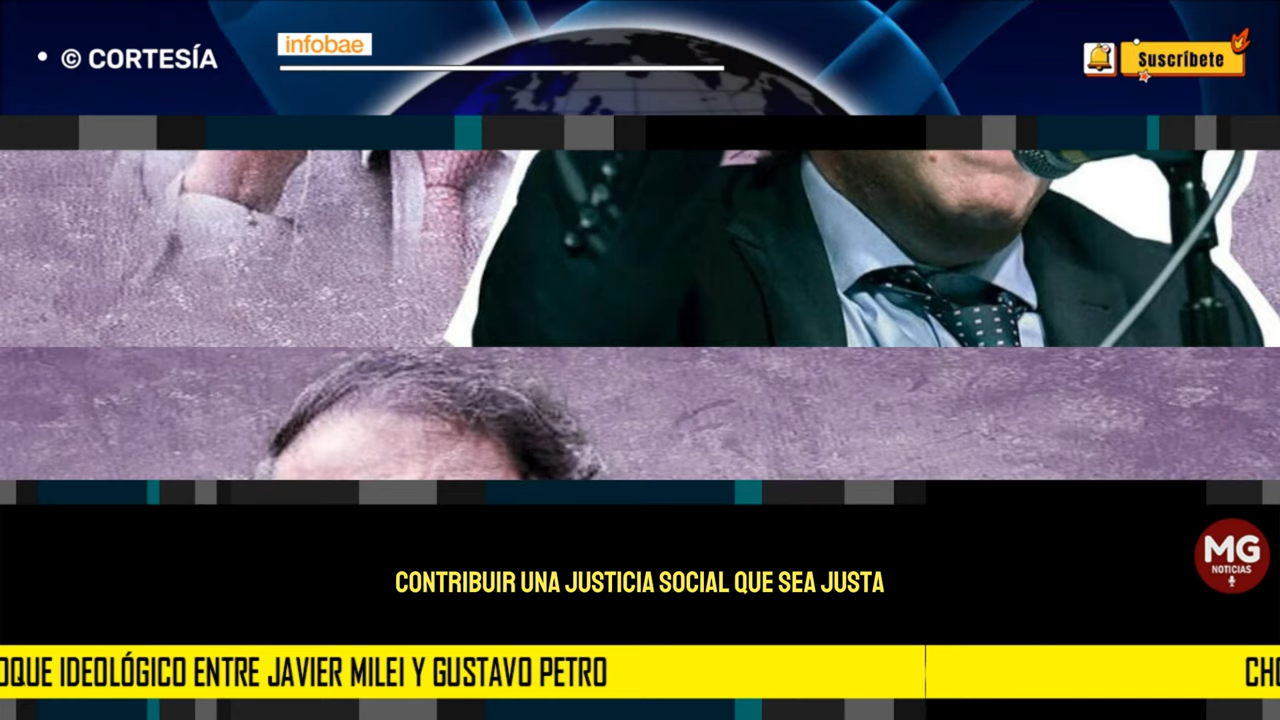 • © CORTESÍA
infobae
Suscríbete
CONTRIBUIR UNA JUSTICIA SOCIAL QUE SEA JUSTA
MG
NOTICIAS
OQUE IDEOLÓGICO ENTRE JAVIER MILEI Y GUSTAVO PETRO
CHO